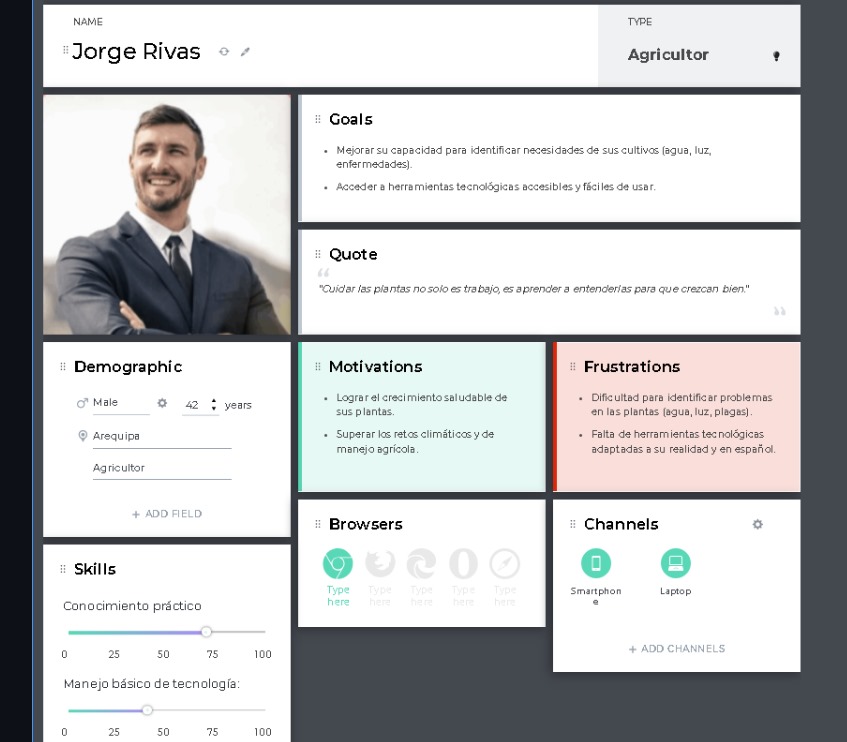 NAME
Jorge Rivas
TYPE
Agricultor
Goals
Mejorar su capacidad para identificar necesidades de sus cultivos (agua, luz,
enfermedades).
Acceder a herramientas tecnológicas accesibles y fáciles de usar.
Quote
"Cuidar las plantas no solo es trabajo, es aprender a entenderlas para que crezcan bien."
Demographic
Male
42
years
Arequipa
Agricultor
+ ADD FIELD
Motivations
Lograr el crecimiento saludable de
sus plantas.
Superar los retos climáticos y de
manejo agrícola.
Frustrations
Dificultad para identificar problemas
en las plantas (agua, luz, plagas).
Falta de herramientas tecnológicas
adaptadas a su realidad y en español.
Skills
Conocimiento práctico
0 25 50 75 100
Manejo básico de tecnología:
0 25 50 75 100
Browsers
Type Type Type Type Type
here here here here here
Channels
Smartphon
e
Laptop
+ ADD CHANNELS